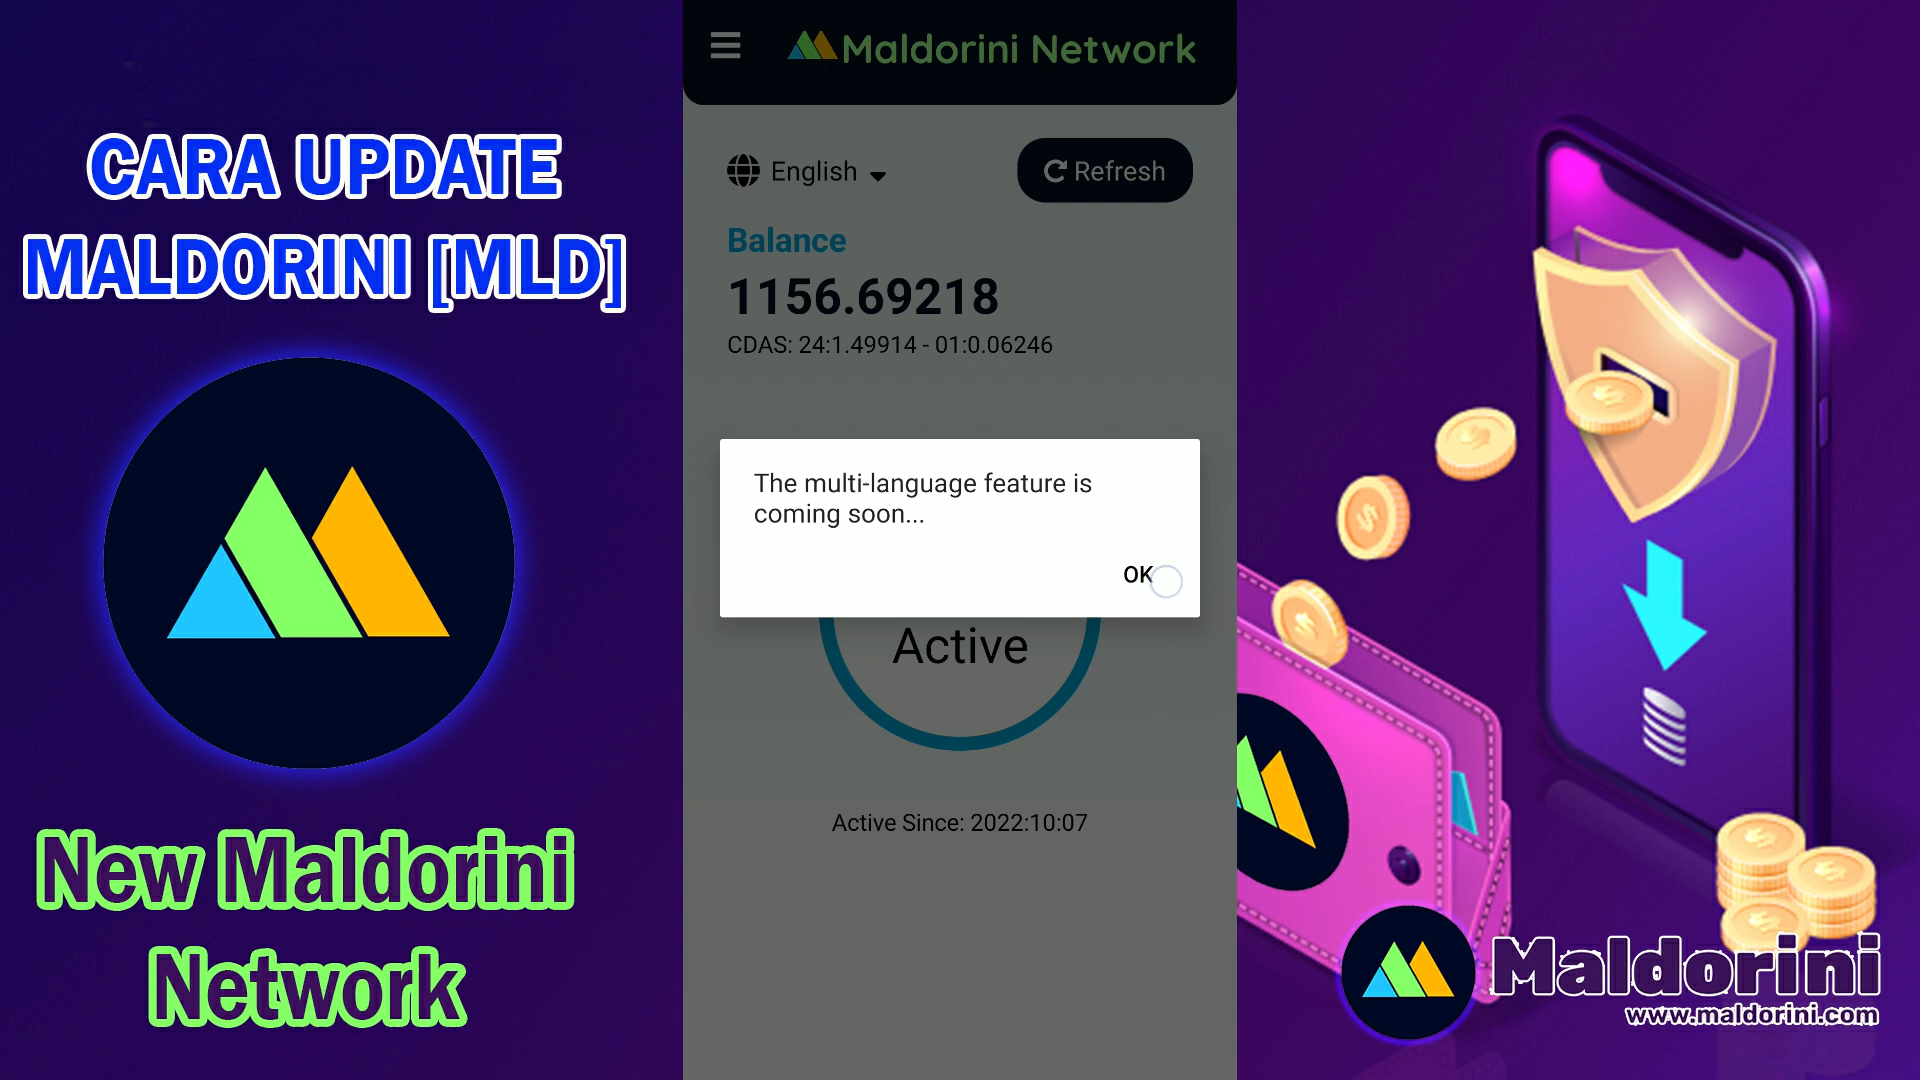 CARA UPDATE
MALDORINI [MLD]
New Maldorini
Network
Maldorini Network
English
Refresh
Balance
1156.69218
CDAS: 24:1.49914 - 01:0.06246
The multi-language feature is
coming soon...
OK
Active
Active Since: 2022:10:07
Maldorini
www.maldorini.com